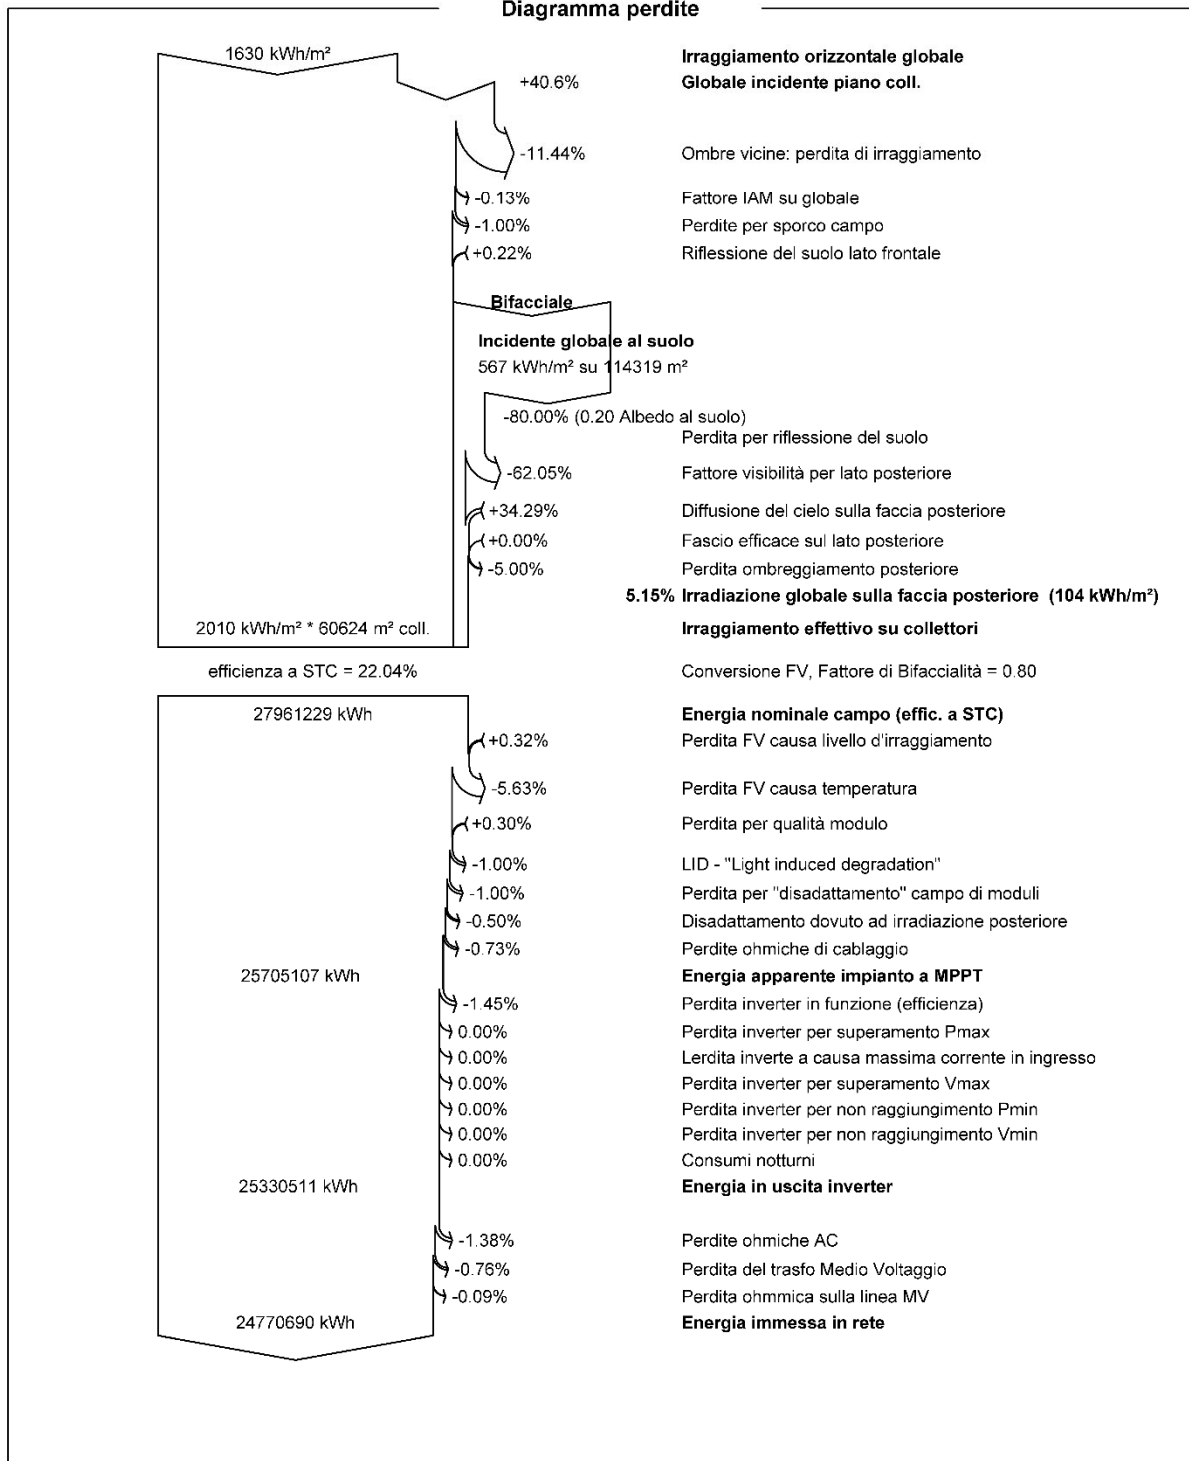 Diagramma perdite
1630 kWh/m²
Irraggiamento orizzontale globale
+40.6%
Globale incidente piano coll.
-11.44%
Ombre vicine: perdita di irraggiamento
-0.13%
Fattore IAM su globale
-1.00%
Perdite per sporco campo
+0.22%
Riflessione del suolo lato frontale
Bifacciale
Incidente globale al suolo
567 kWh/m² su 114319 m²
-80.00% (0.20 Albedo al suolo)
Perdita per riflessione del suolo
-62.05%
Fattore visibilità per lato posteriore
+34.29%
Diffusione del cielo sulla faccia posteriore
+0.00%
Fascio efficace sul lato posteriore
-5.00%
Perdita ombreggiamento posteriore
5.15% Irradiazione globale sulla faccia posteriore (104 kWh/m²)
2010 kWh/m² * 60624 m² coll.
Irraggiamento effettivo su collettori
efficienza a STC = 22.04%
Conversione FV, Fattore di Bifaccialità = 0.80
27961229 kWh
Energia nominale campo (effic. a STC)
+0.32%
Perdita FV causa livello d'irraggiamento
-5.63%
Perdita FV causa temperatura
+0.30%
Perdita per qualità modulo
-1.00%
LID - "Light induced degradation"
-1.00%
Perdita per "disadattamento" campo di moduli
-0.50%
Disadattamento dovuto ad irradiazione posteriore
-0.73%
Perdite ohmiche di cablaggio
25705107 kWh
Energia apparente impianto a MPPT
-1.45%
Perdita inverter in funzione (efficienza)
0.00%
Perdita inverter per superamento Pmax
0.00%
Lerdita inverte a causa massima corrente in ingresso
0.00%
Perdita inverter per superamento Vmax
0.00%
Perdita inverter per non raggiungimento Pmin
0.00%
Perdita inverter per non raggiungimento Vmin
0.00%
Consumi notturni
25330511 kWh
Energia in uscita inverter
-1.38%
Perdite ohmiche AC
-0.76%
Perdita del trasfo Medio Voltaggio
-0.09%
Perdita ohmmica sulla linea MV
24770690 kWh
Energia immessa in rete